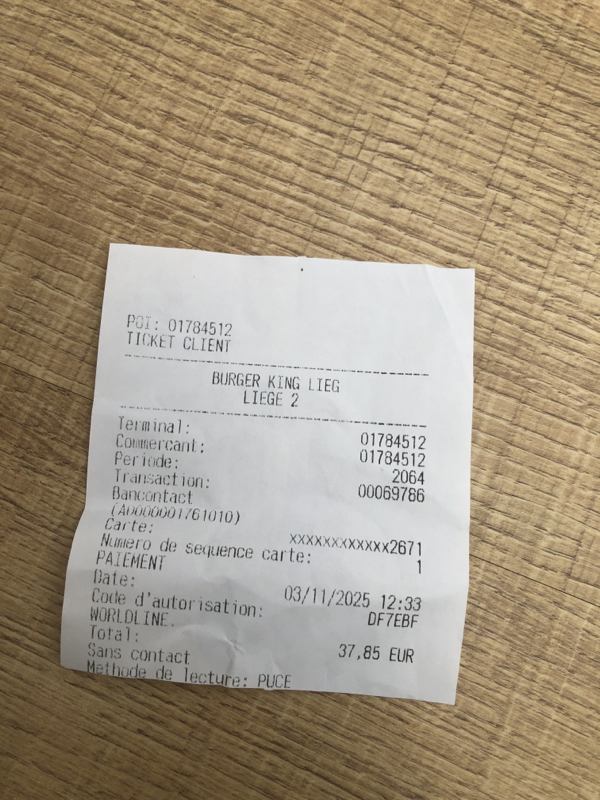 POI: 01784512
TICKET CLIENT
BURGER KING LIEG
LIEGE 2
Terminal: 01784512
Commercant: 01784512
Periode: 2064
Transaction: 00069786
Bancontact
(A0000001761010)
Carte: xxxxxxxxxxxx2671
Numero de sequence carte: 1
PAIEMENT
Date: 03/11/2025 12:33
Code d'autorisation: DF7EBF
WORLDLINE.
Total: 37,85 EUR
Sans contact
Methode de lecture: PUCE